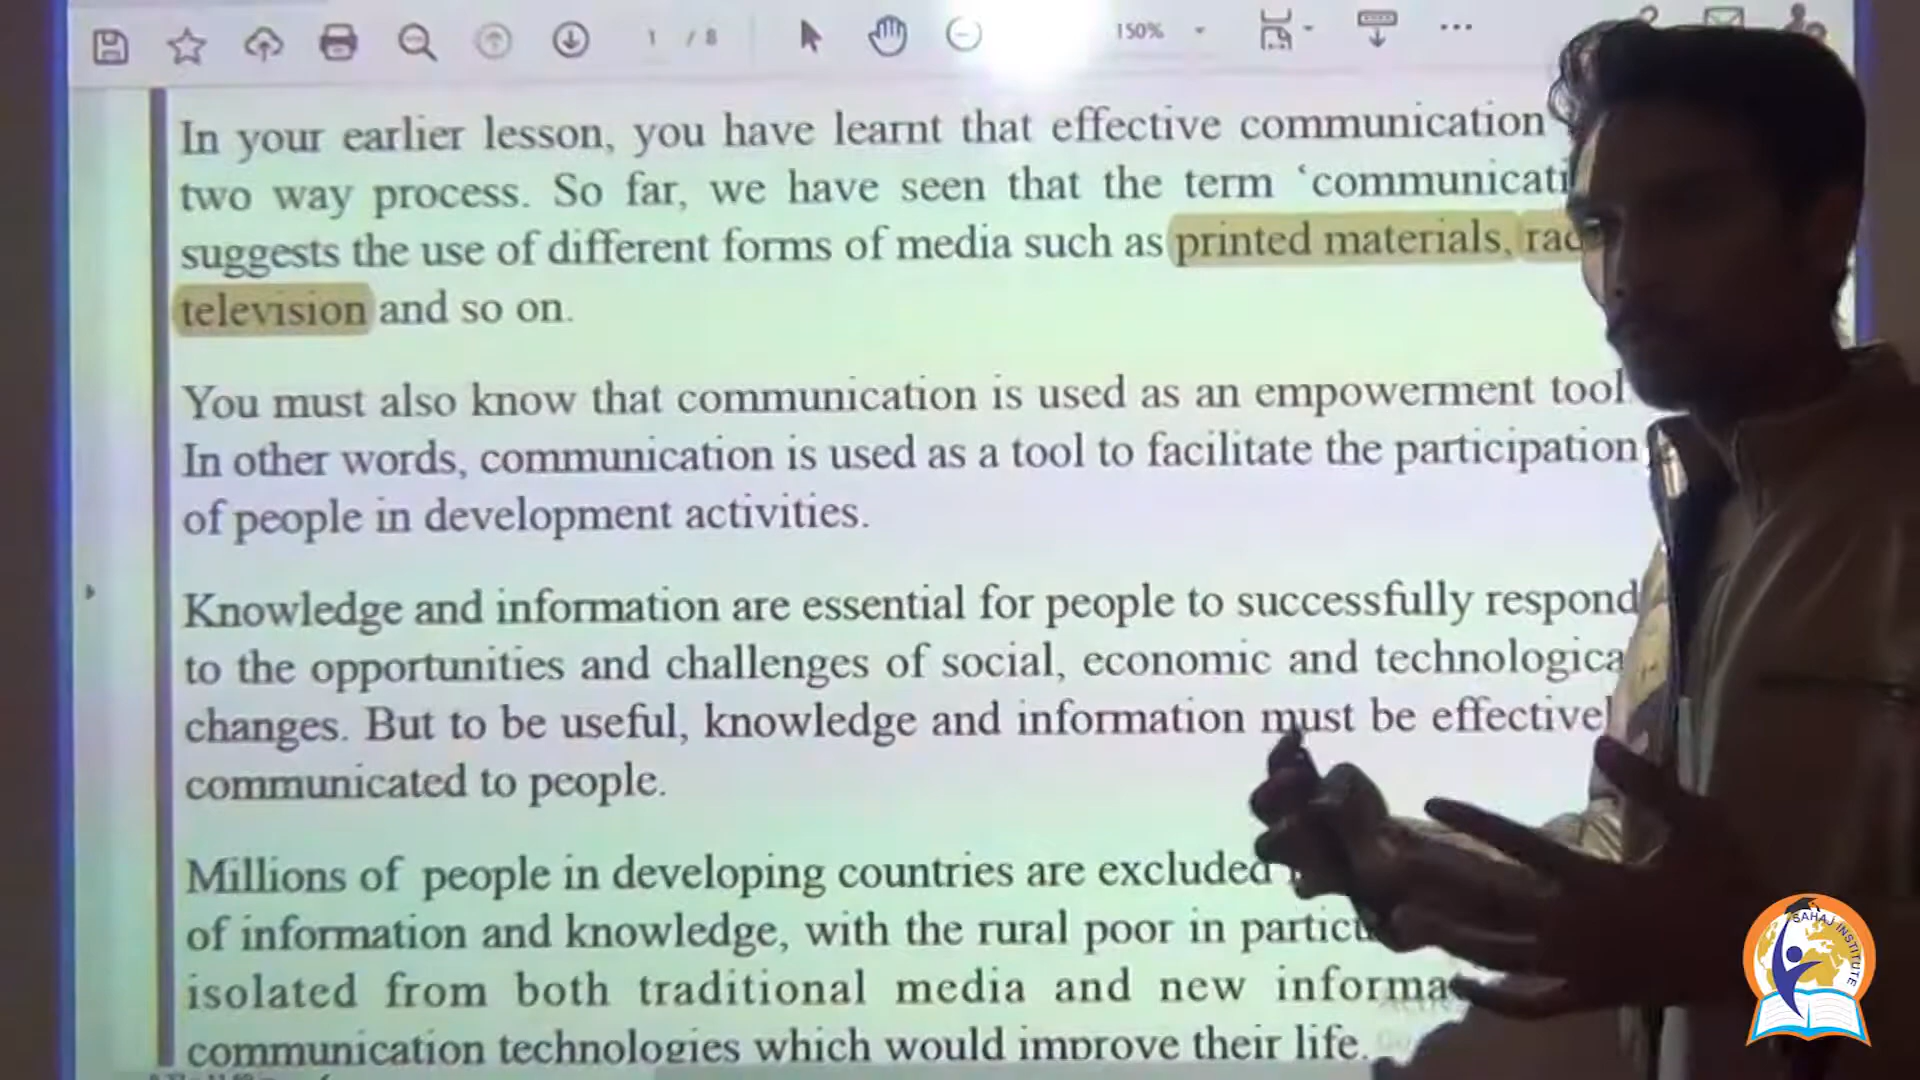 1 / 8
150%
In your earlier lesson, you have learnt that effective communication
two way process. So far, we have seen that the term ‘communicati
suggests the use of different forms of media such as printed materials, rad
television and so on.
You must also know that communication is used as an empowerment tool
In other words, communication is used as a tool to facilitate the participation
of people in development activities.
Knowledge and information are essential for people to successfully respond
to the opportunities and challenges of social, economic and technologica
changes. But to be useful, knowledge and information must be effectivel
communicated to people.
Millions of people in developing countries are excluded
of information and knowledge, with the rural poor in particu
isolated from both traditional media and new informa
communication technologies which would improve their life.
SAHAJ INSTITUTE